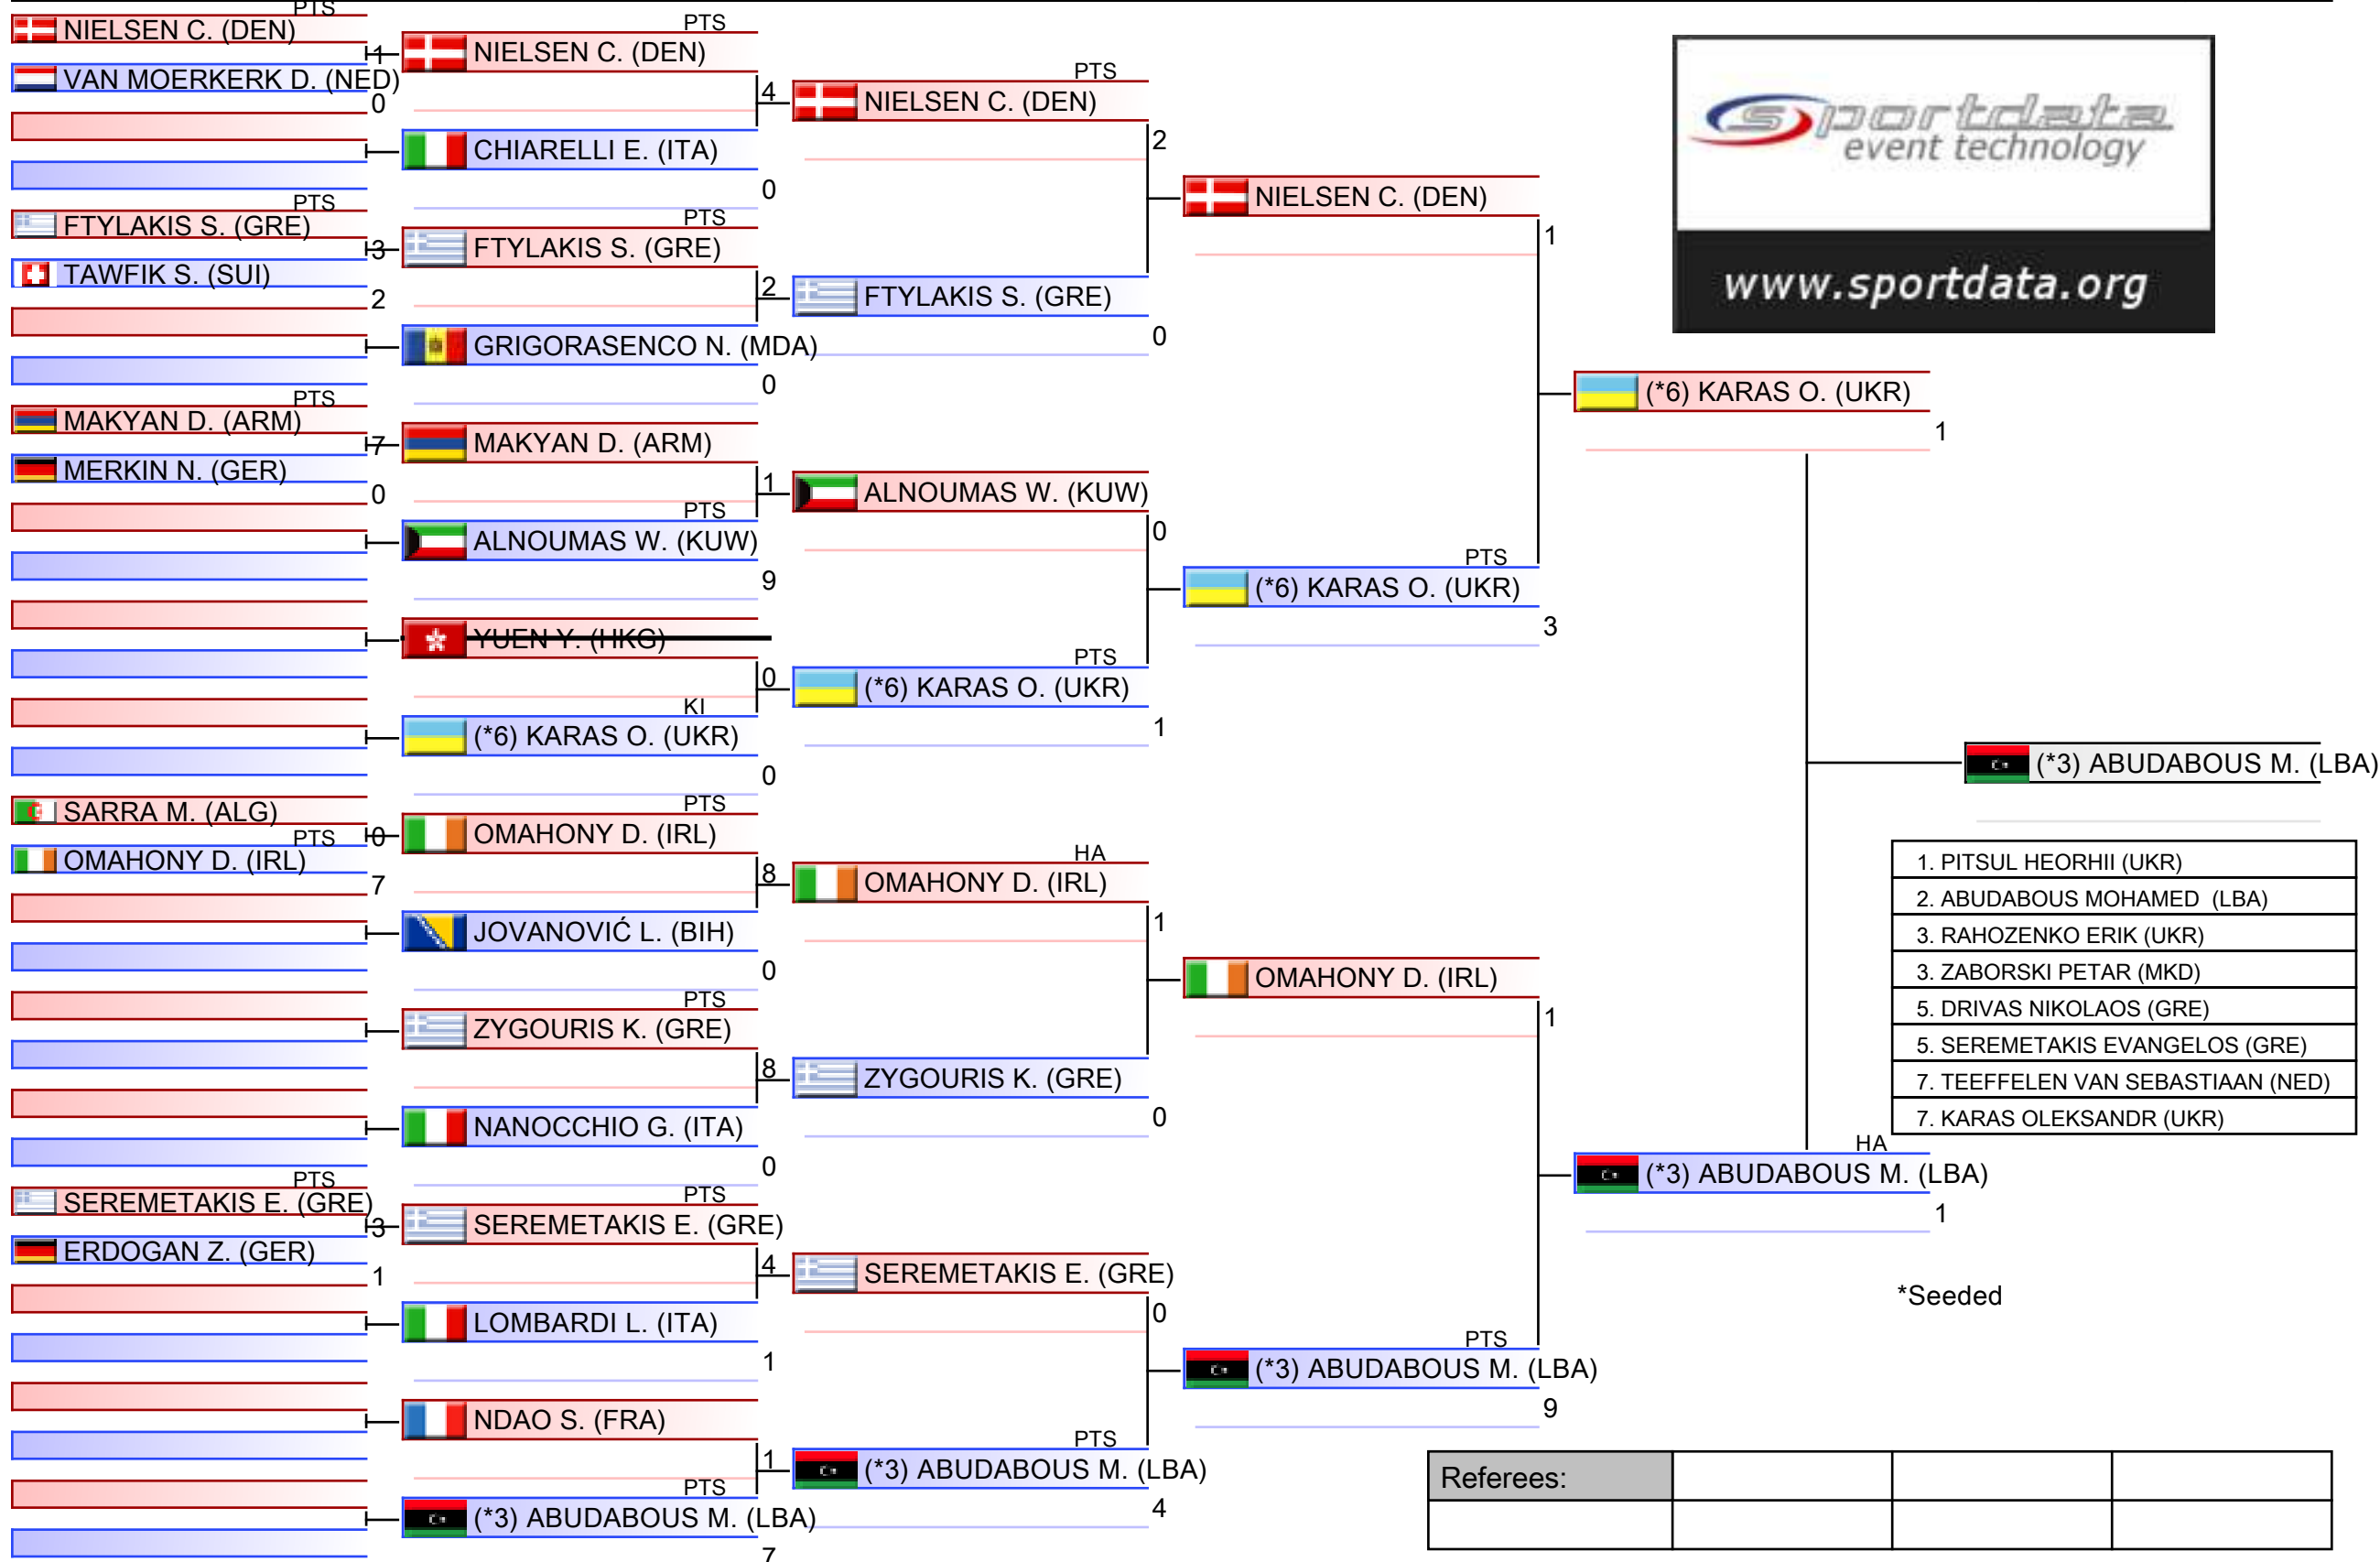 PTS
NIELSEN C. (DEN)
1
VAN MOERKERK D. (NED)
0
PTS
FTYLAKIS S. (GRE)
3
TAWFIK S. (SUI)
2
PTS
MAKYAN D. (ARM)
7
MERKIN N. (GER)
0
SARRA M. (ALG)
0
PTS
OMAHONY D. (IRL)
7
PTS
SEREMETAKIS E. (GRE)
3
ERDOGAN Z. (GER)
1
PTS
NIELSEN C. (DEN)
4
CHIARELLI E. (ITA)
0
PTS
FTYLAKIS S. (GRE)
2
GRIGORASENCO N. (MDA)
0
MAKYAN D. (ARM)
1
PTS
ALNOUMAS W. (KUW)
9
YUEN Y. (HKG)
0
KI
(*6) KARAS O. (UKR)
0
PTS
OMAHONY D. (IRL)
8
JOVANOVIĆ L. (BIH)
0
PTS
ZYGOURIS K. (GRE)
8
NANOCCHIO G. (ITA)
0
PTS
SEREMETAKIS E. (GRE)
4
LOMBARDI L. (ITA)
1
NDAO S. (FRA)
1
PTS
(*3) ABUDABOUS M. (LBA)
7
PTS
NIELSEN C. (DEN)
2
FTYLAKIS S. (GRE)
0
ALNOUMAS W. (KUW)
0
PTS
(*6) KARAS O. (UKR)
1
HA
OMAHONY D. (IRL)
1
ZYGOURIS K. (GRE)
0
SEREMETAKIS E. (GRE)
0
PTS
(*3) ABUDABOUS M. (LBA)
4
NIELSEN C. (DEN)
1
PTS
(*6) KARAS O. (UKR)
3
OMAHONY D. (IRL)
1
PTS
(*3) ABUDABOUS M. (LBA)
9
(*6) KARAS O. (UKR)
1
HA
(*3) ABUDABOUS M. (LBA)
1
(*3) ABUDABOUS M. (LBA)
sportdata
event technology
www.sportdata.org
1. PITSUL HEORHII (UKR)
2. ABUDABOUS MOHAMED (LBA)
3. RAHOZENKO ERIK (UKR)
3. ZABORSKI PETAR (MKD)
5. DRIVAS NIKOLAOS (GRE)
5. SEREMETAKIS EVANGELOS (GRE)
7. TEEFFELEN VAN SEBASTIAAN (NED)
7. KARAS OLEKSANDR (UKR)
*Seeded
Referees: